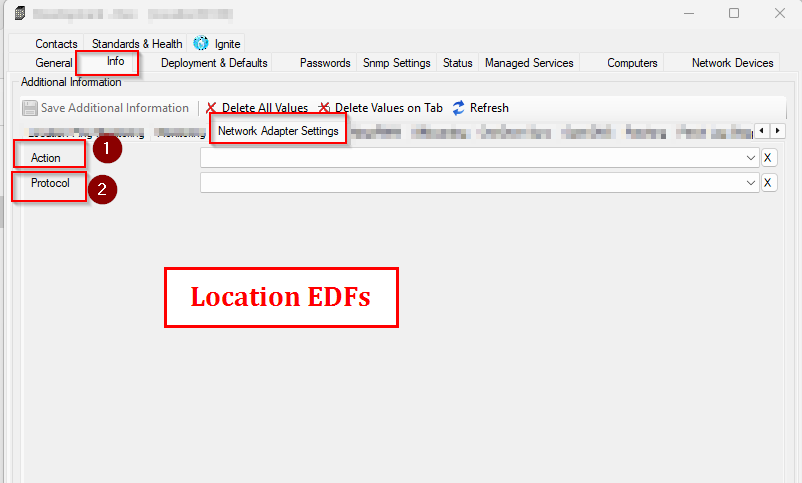 Contacts Standards & Health Ignite
General Info Deployment & Defaults Passwords Snmp Settings Status Managed Services Computers Network Devices
Additional Information
Save Additional Information Delete All Values Delete Values on Tab Refresh
Network Adapter Settings
Action 1 X
Protocol 2 X
Location EDFs